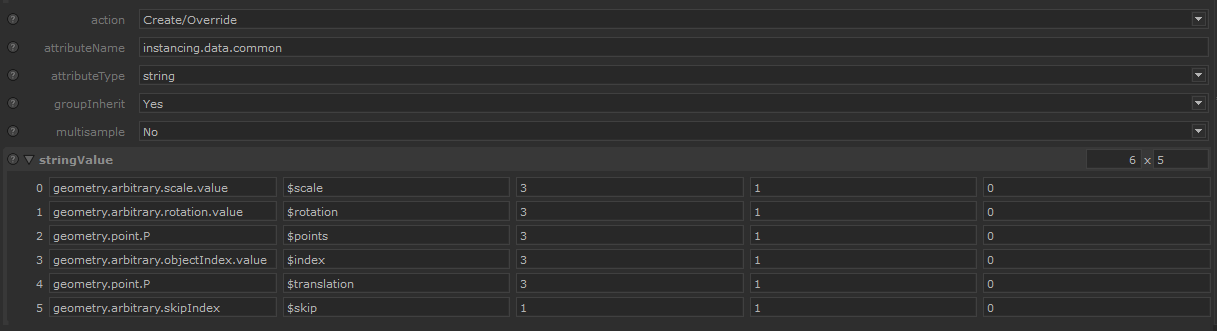 ? action Create/Override
? attributeName instancing.data.common
? attributeType string
? groupInherit Yes
? multisample No
? stringValue 6 x 5
0 geometry.arbitrary.scale.value $scale 3 1 0
1 geometry.arbitrary.rotation.value $rotation 3 1 0
2 geometry.point.P $points 3 1 0
3 geometry.arbitrary.objectIndex.value $index 3 1 0
4 geometry.point.P $translation 3 1 0
5 geometry.arbitrary.skipIndex $skip 1 1 0